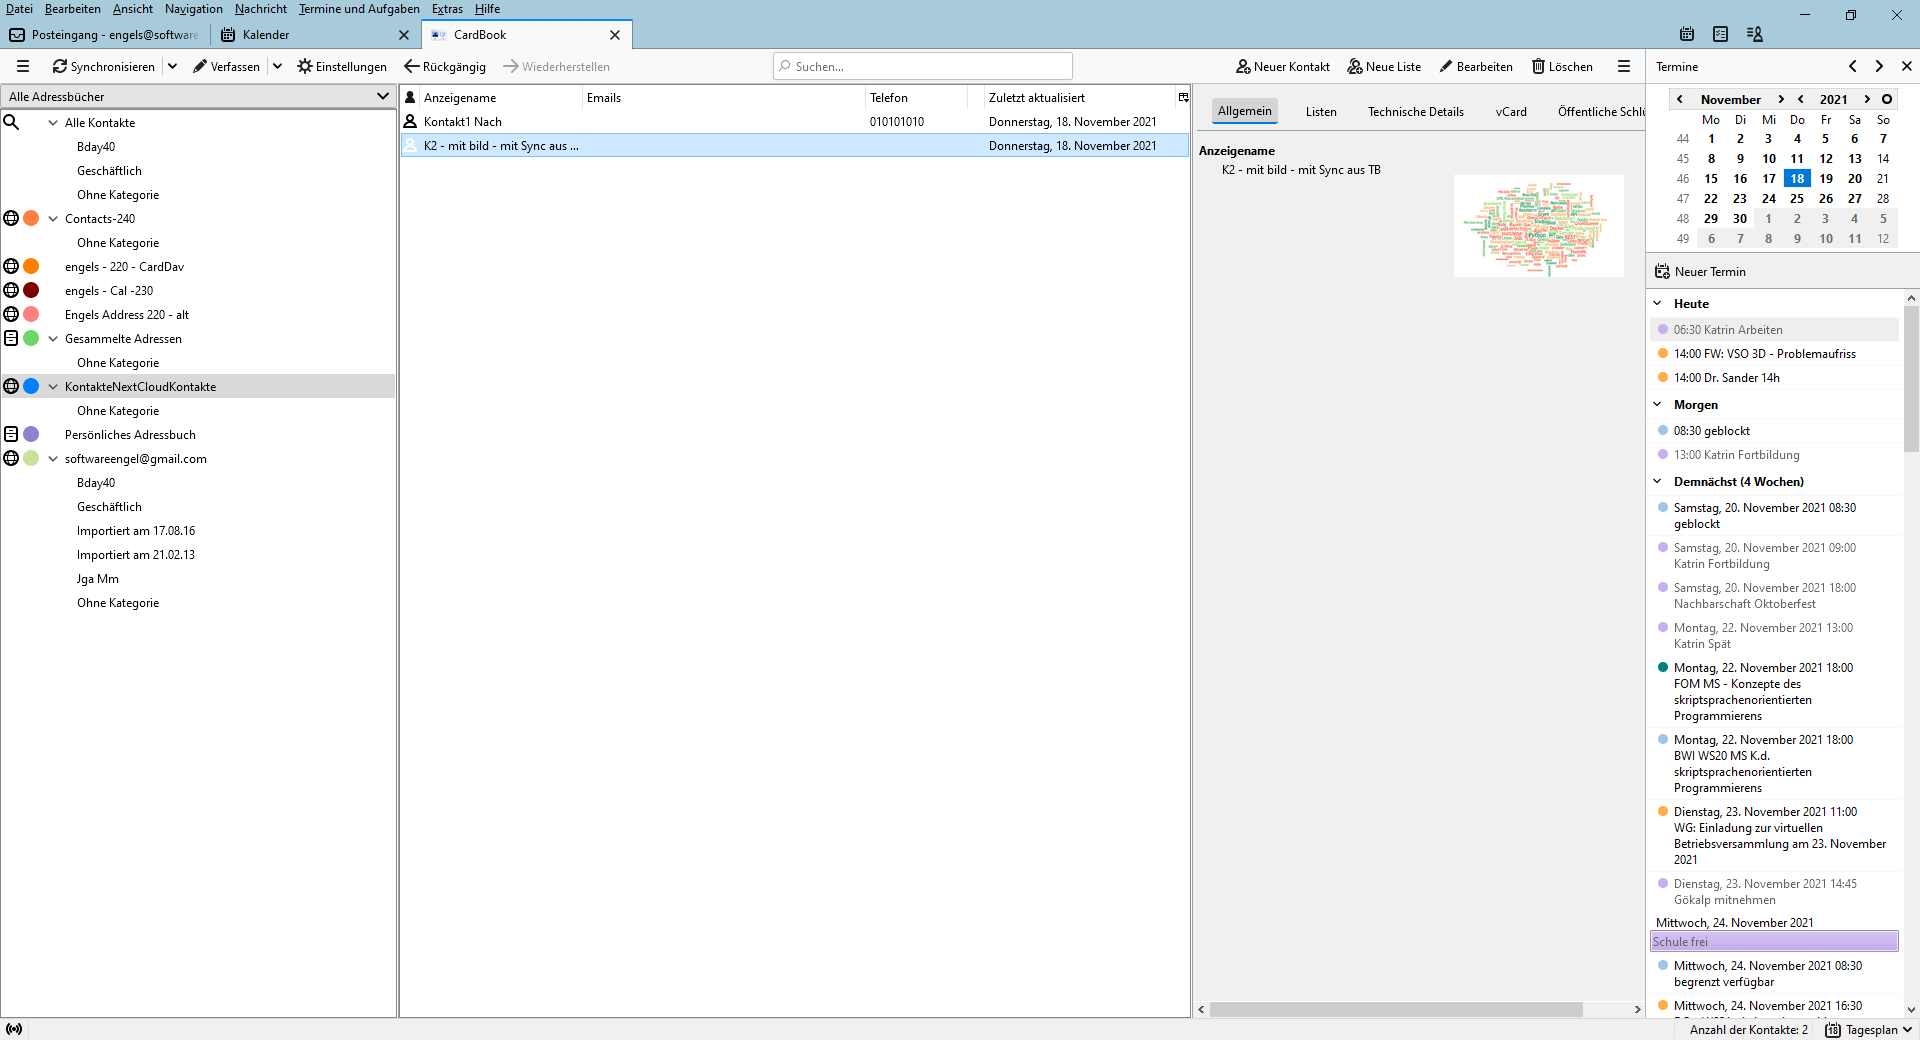 Datei Bearbeiten Ansicht Navigation Nachricht Termine und Aufgaben Extras Hilfe
Posteingang - engels@software
Kalender
CardBook
Synchronisieren Verfassen Einstellungen Rückgängig Wiederherstellen
Suchen...
Neuer Kontakt Neue Liste Bearbeiten Löschen
Termine
Alle Adressbücher
Alle Kontakte
Bday40
Geschäftlich
Ohne Kategorie
Contacts-240
Ohne Kategorie
engels - 220 - CardDav
engels - Cal -230
Engels Address 220 - alt
Gesammelte Adressen
Ohne Kategorie
KontakteNextCloudKontakte
Ohne Kategorie
Persönliches Adressbuch
softwareengel@gmail.com
Bday40
Geschäftlich
Importiert am 17.08.16
Importiert am 21.02.13
Jga Mm
Ohne Kategorie
Anzeigename Emails Telefon Zuletzt aktualisiert
Kontakt1 Nach 010101010 Donnerstag, 18. November 2021
K2 - mit bild - mit Sync aus ... Donnerstag, 18. November 2021
Allgemein Listen Technische Details vCard Öffentliche Schlü
Anzeigename
K2 - mit bild - mit Sync aus TB
November 2021
Mo Di Mi Do Fr Sa So
44 1 2 3 4 5 6 7
45 8 9 10 11 12 13 14
46 15 16 17 18 19 20 21
47 22 23 24 25 26 27 28
48 29 30 1 2 3 4 5
49 6 7 8 9 10 11 12
Neuer Termin
Heute
06:30 Katrin Arbeiten
14:00 FW: VSO 3D - Problemaufriss
14:00 Dr. Sander 14h
Morgen
08:30 geblockt
13:00 Katrin Fortbildung
Demnächst (4 Wochen)
Samstag, 20. November 2021 08:30
geblockt
Samstag, 20. November 2021 09:00
Katrin Fortbildung
Samstag, 20. November 2021 18:00
Nachbarschaft Oktoberfest
Montag, 22. November 2021 13:00
Katrin Spät
Montag, 22. November 2021 18:00
FOM MS - Konzepte des
skriptsprachenorientierten
Programmierens
Montag, 22. November 2021 18:00
BWI WS20 MS K.d.
skriptsprachenorientierten
Programmierens
Dienstag, 23. November 2021 11:00
WG: Einladung zur virtuellen
Betriebsversammlung am 23. November
2021
Dienstag, 23. November 2021 14:45
Gökalp mitnehmen
Mittwoch, 24. November 2021
Schule frei
Mittwoch, 24. November 2021 08:30
begrenzt verfügbar
Mittwoch, 24. November 2021 16:30
Anzahl der Kontakte: 2
18 Tagesplan